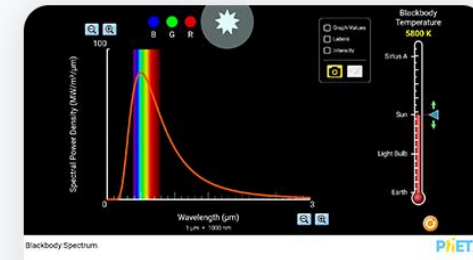 Blackbody
Temperature
5800 K
B G R
Graph Values
Labels
Intensity
100
Spectral Power Density (MW/m²/μm)
Sirius A
Sun
Light Bulb
Earth
0
3
Wavelength (μm)
1 μm = 1000 nm
Blackbody Spectrum
PhET